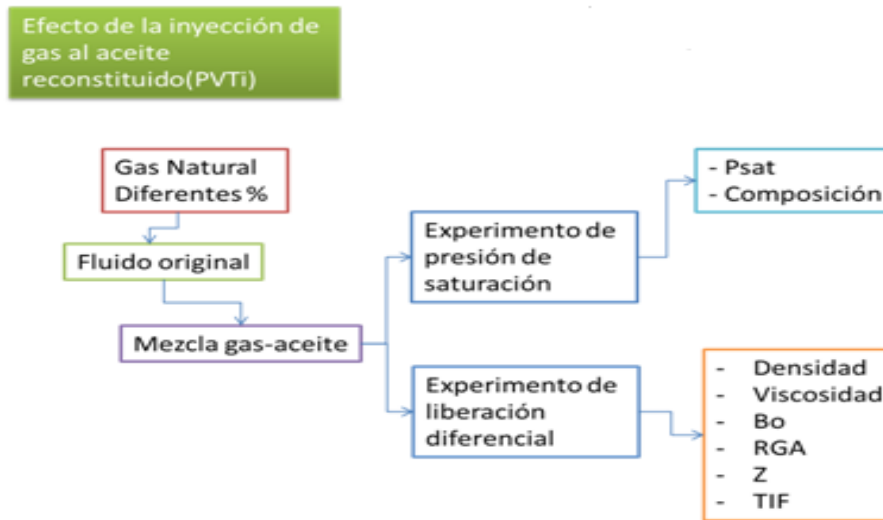 Efecto de la inyección de
gas al aceite
reconstituido(PVTi)
Gas Natural
Diferentes %
Fluido original
Mezcla gas-aceite
Experimento de
presión de
saturación
- Psat
- Composición
Experimento de
liberación
diferencial
- Densidad
- Viscosidad
- Bo
- RGA
- Z
- TIF